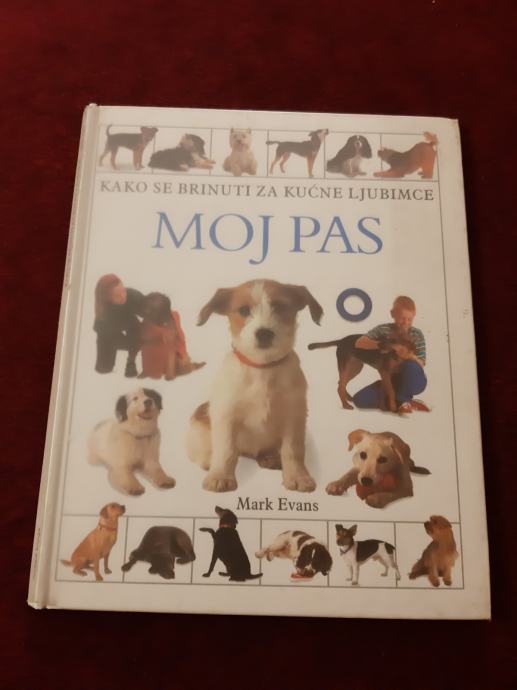 KAKO SE BRINUTI ZA KUĆNE LJUBIMCE
MOJ PAS
Mark Evans